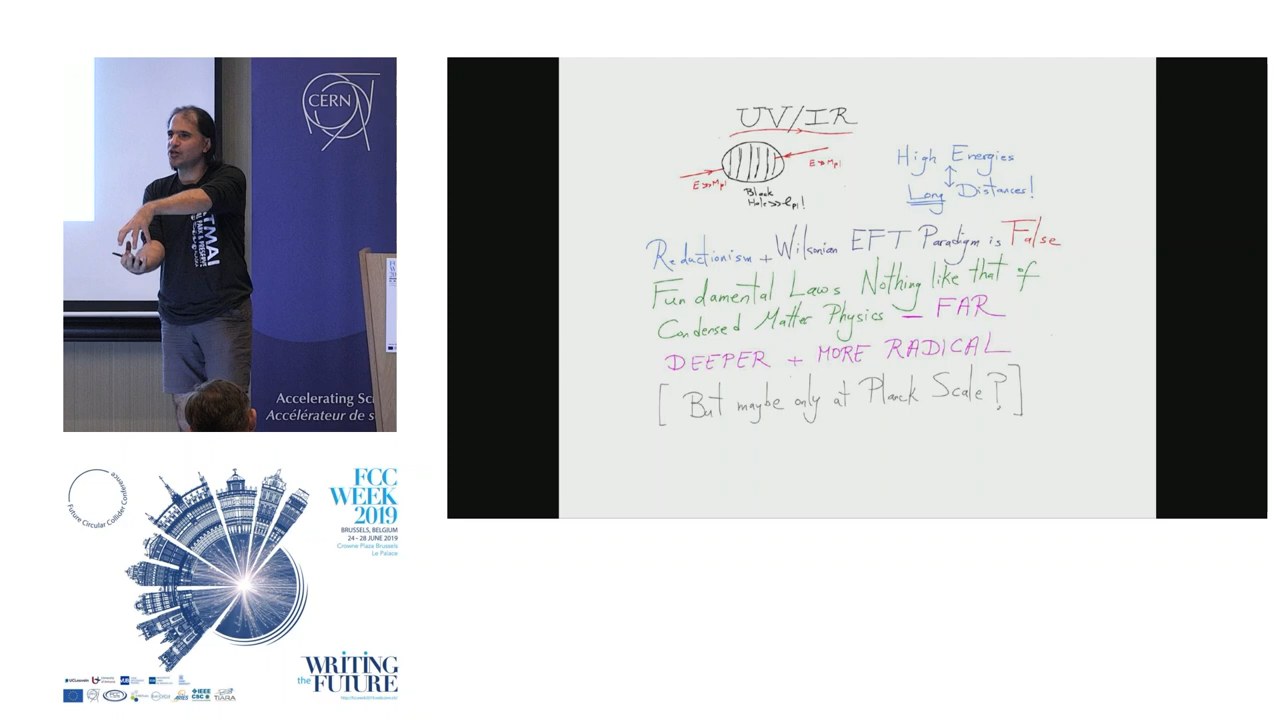 CERN
Accelerating Sc
Accélérateur de s
ATMAI
Future Circular Collider Conference
FCC
WEEK
2019
BRUSSELS, BELGIUM
24 - 28 JUNE 2019
Crowne Plaza Brussels
Le Palace
WRITING
the FUTURE
UV/IR
E>>Mpl
E>>Mpl
Black
Hole>>lpl!
High Energies
Long Distances!
Reductionism + Wilsonian EFT Paradigm is False
Fundamental Laws Nothing like that of
Condensed Matter Physics — FAR
DEEPER + MORE RADICAL
[But maybe only at Planck Scale?]